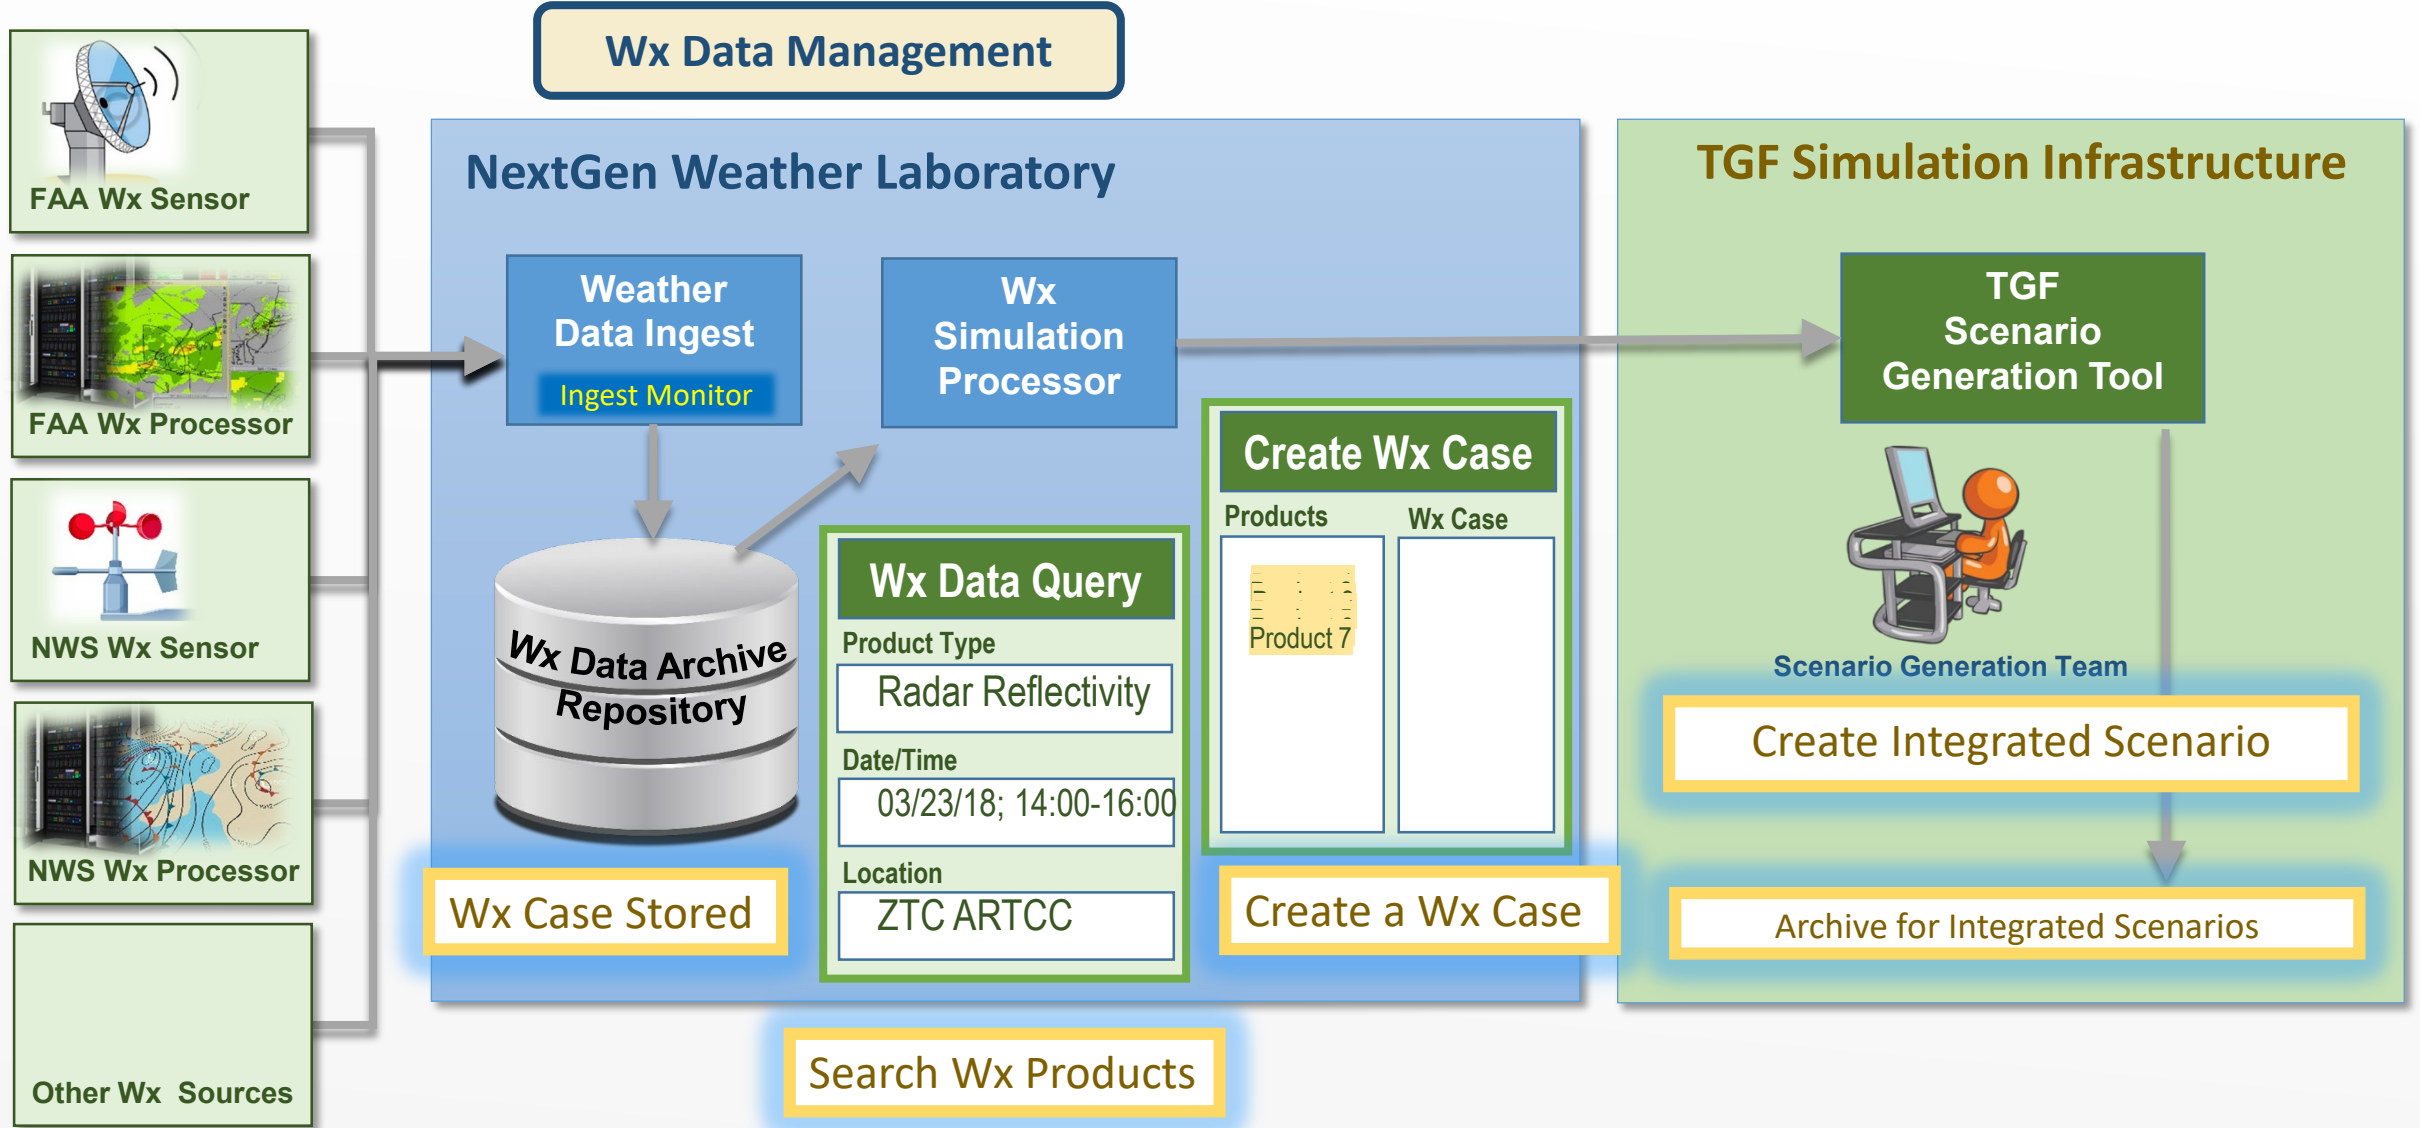 Wx Data Management
FAA Wx Sensor
FAA Wx Processor
NWS Wx Sensor
NWS Wx Processor
Other Wx Sources
NextGen Weather Laboratory
Weather
Data Ingest
Ingest Monitor
Wx
Simulation
Processor
Wx Data Archive
Repository
Wx Data Query
Product Type
Radar Reflectivity
Date/Time
03/23/18; 14:00-16:00
Location
ZTC ARTCC
Create Wx Case
Products
Wx Case
Product 7
Wx Case Stored
Create a Wx Case
Search Wx Products
TGF Simulation Infrastructure
TGF
Scenario
Generation Tool
Scenario Generation Team
Create Integrated Scenario
Archive for Integrated Scenarios